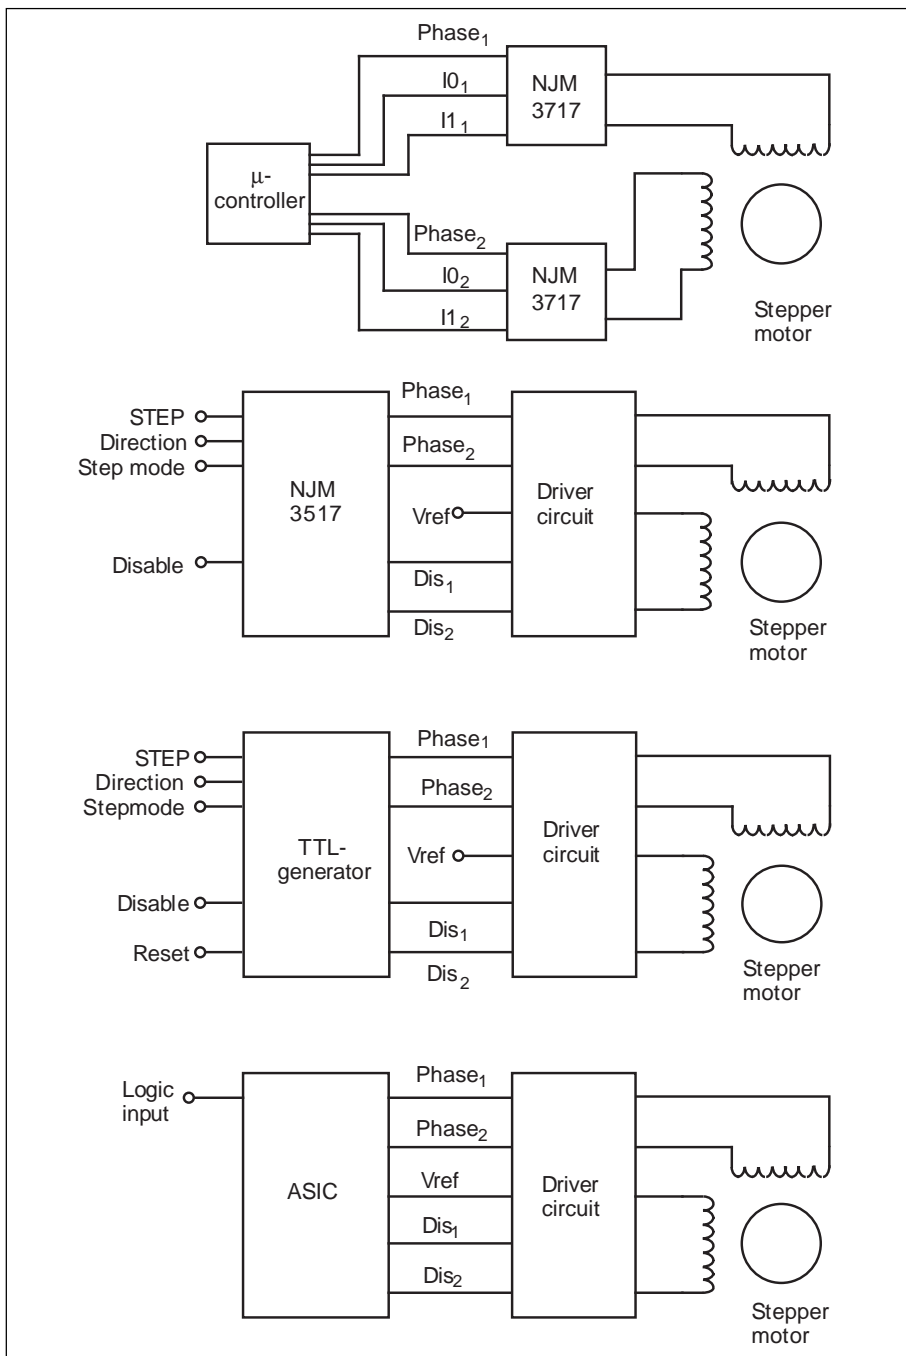 Phase1
I01
I11
NJM
3717
μ-
controller
Phase2
I02
I12
NJM
3717
Stepper
motor
STEP
Direction
Step mode
Disable
NJM
3517
Phase1
Phase2
Vref
Dis1
Dis2
Driver
circuit
Stepper
motor
STEP
Direction
Stepmode
Disable
Reset
TTL-
generator
Phase1
Phase2
Vref
Dis1
Dis2
Driver
circuit
Stepper
motor
Logic
input
ASIC
Phase1
Phase2
Vref
Dis1
Dis2
Driver
circuit
Stepper
motor